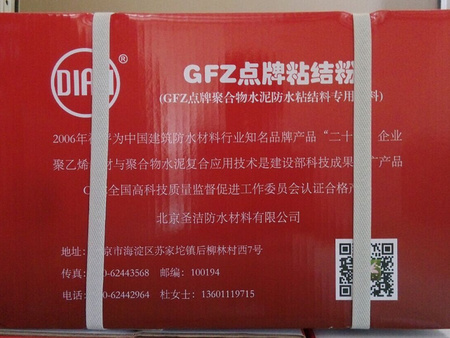 DIAN®
GFZ点牌粘结粉
(GFZ点牌聚合物水泥防水粘结料专用 料)
2006年 为中国建筑防水材料行业知名品牌产品“二十 企业
聚乙烯 材与聚合物水泥复合应用技术是建设部科技成果 广产品
C 全国高科技质量监督促进工作委员会认证合格产
北京圣洁防水材料有限公司
地址: 京市海淀区苏家坨镇后柳林村西7号
传真: 0-62443568 邮编: 100194
电话: 0-62442964 杜女士: 13601119715